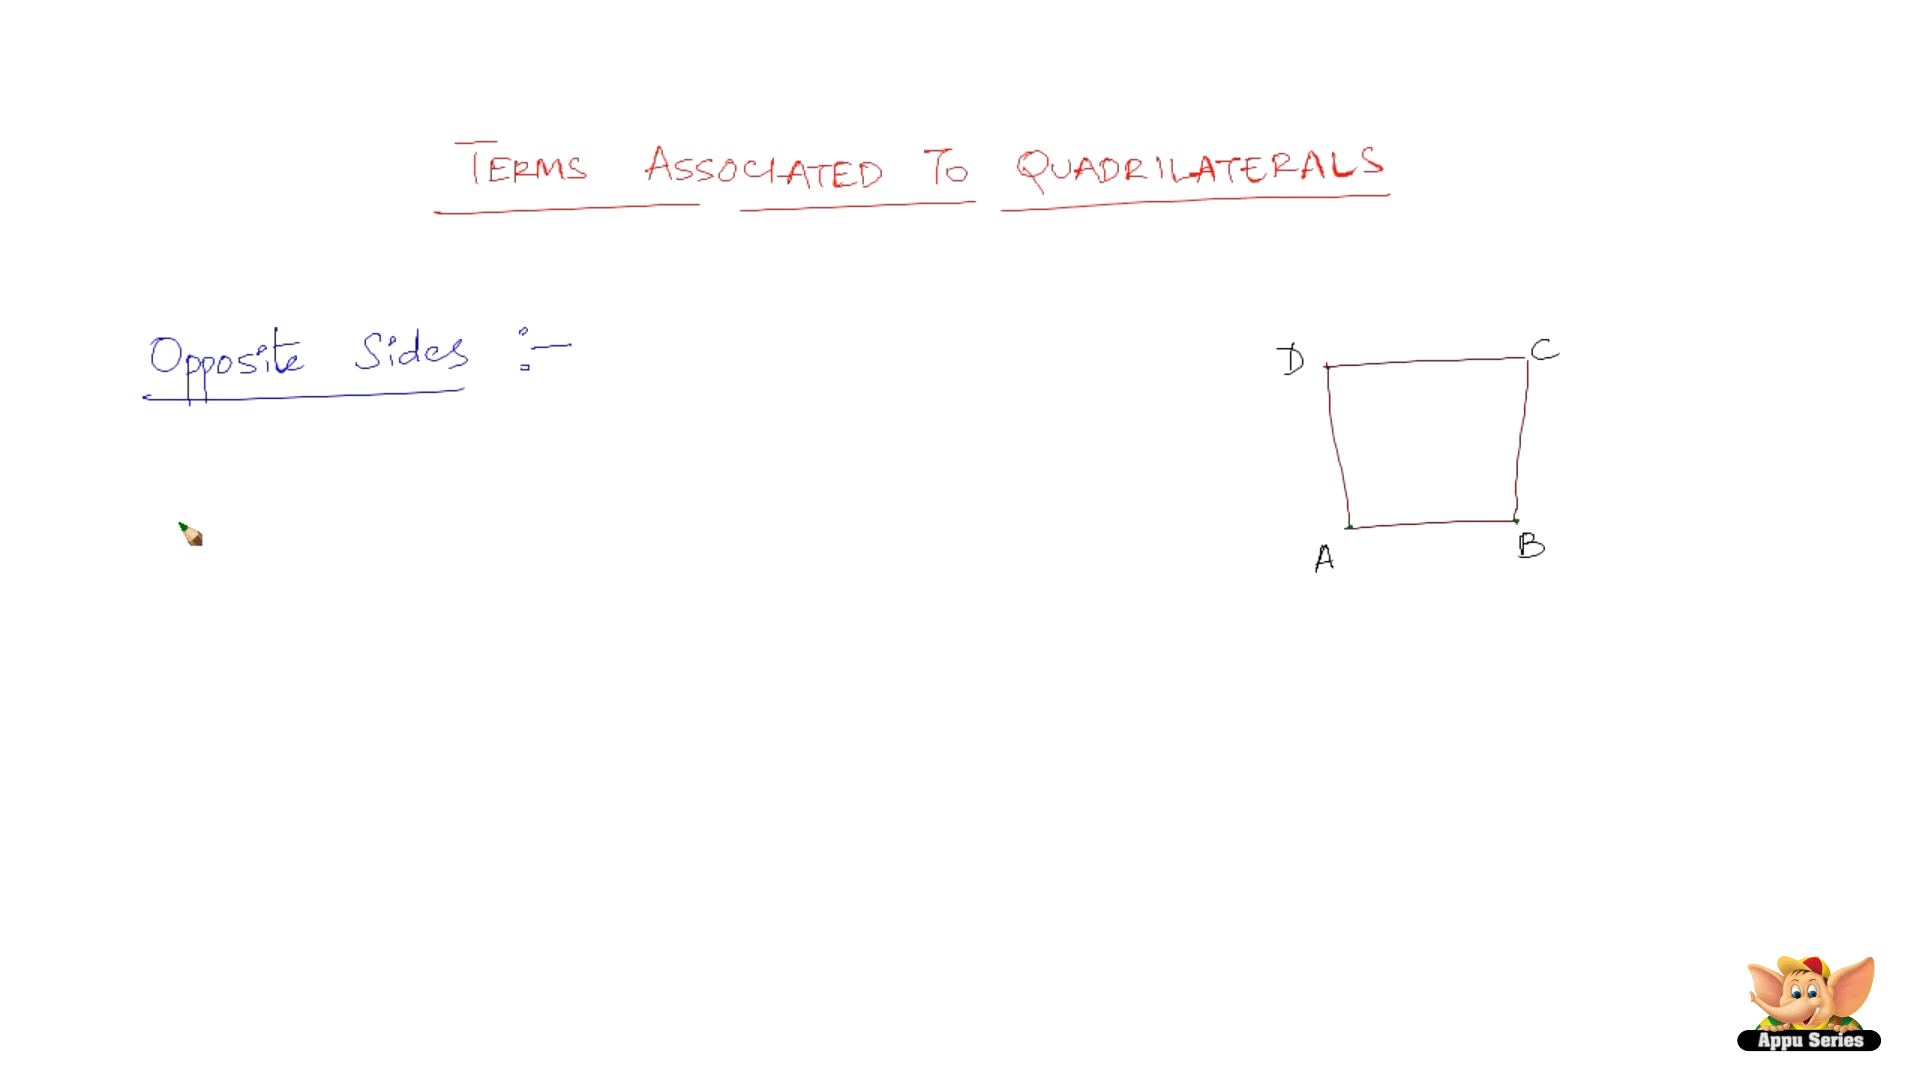 TERMS ASSOCIATED TO QUADRILATERALS
Opposite Sides :-
D C
A B
Appu Series